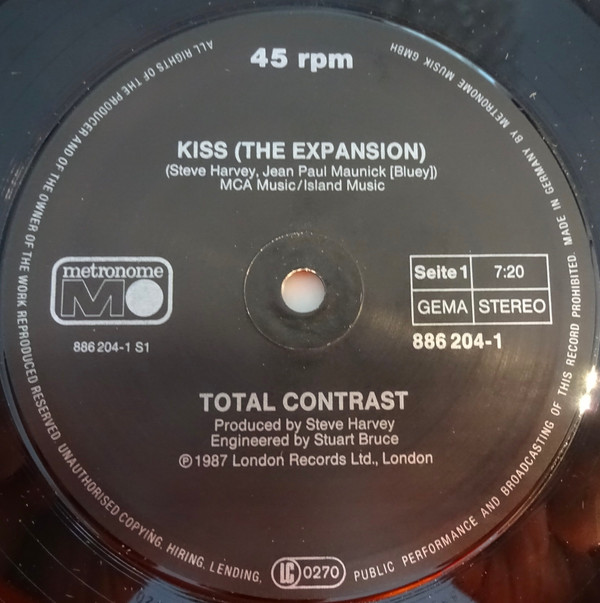 45 rpm
KISS (THE EXPANSION)
(Steve Harvey, Jean Paul Maunick [Bluey])
MCA Music/Island Music
metronome
M
886 204-1 S1
Seite 1 7:20
GEMA STEREO
886 204-1
TOTAL CONTRAST
Produced by Steve Harvey
Engineered by Stuart Bruce
Ⓟ 1987 London Records Ltd., London
ALL RIGHTS OF THE PRODUCER AND OF THE OWNER OF THE WORK REPRODUCED RESERVED. UNAUTHORISED COPYING. HIRING. LENDING. LC 0270 PUBLIC PERFORMANCE AND BROADCASTING OF THIS RECORD PROHIBITED. MADE IN GERMANY BY METRONOME MUSIK GMBH